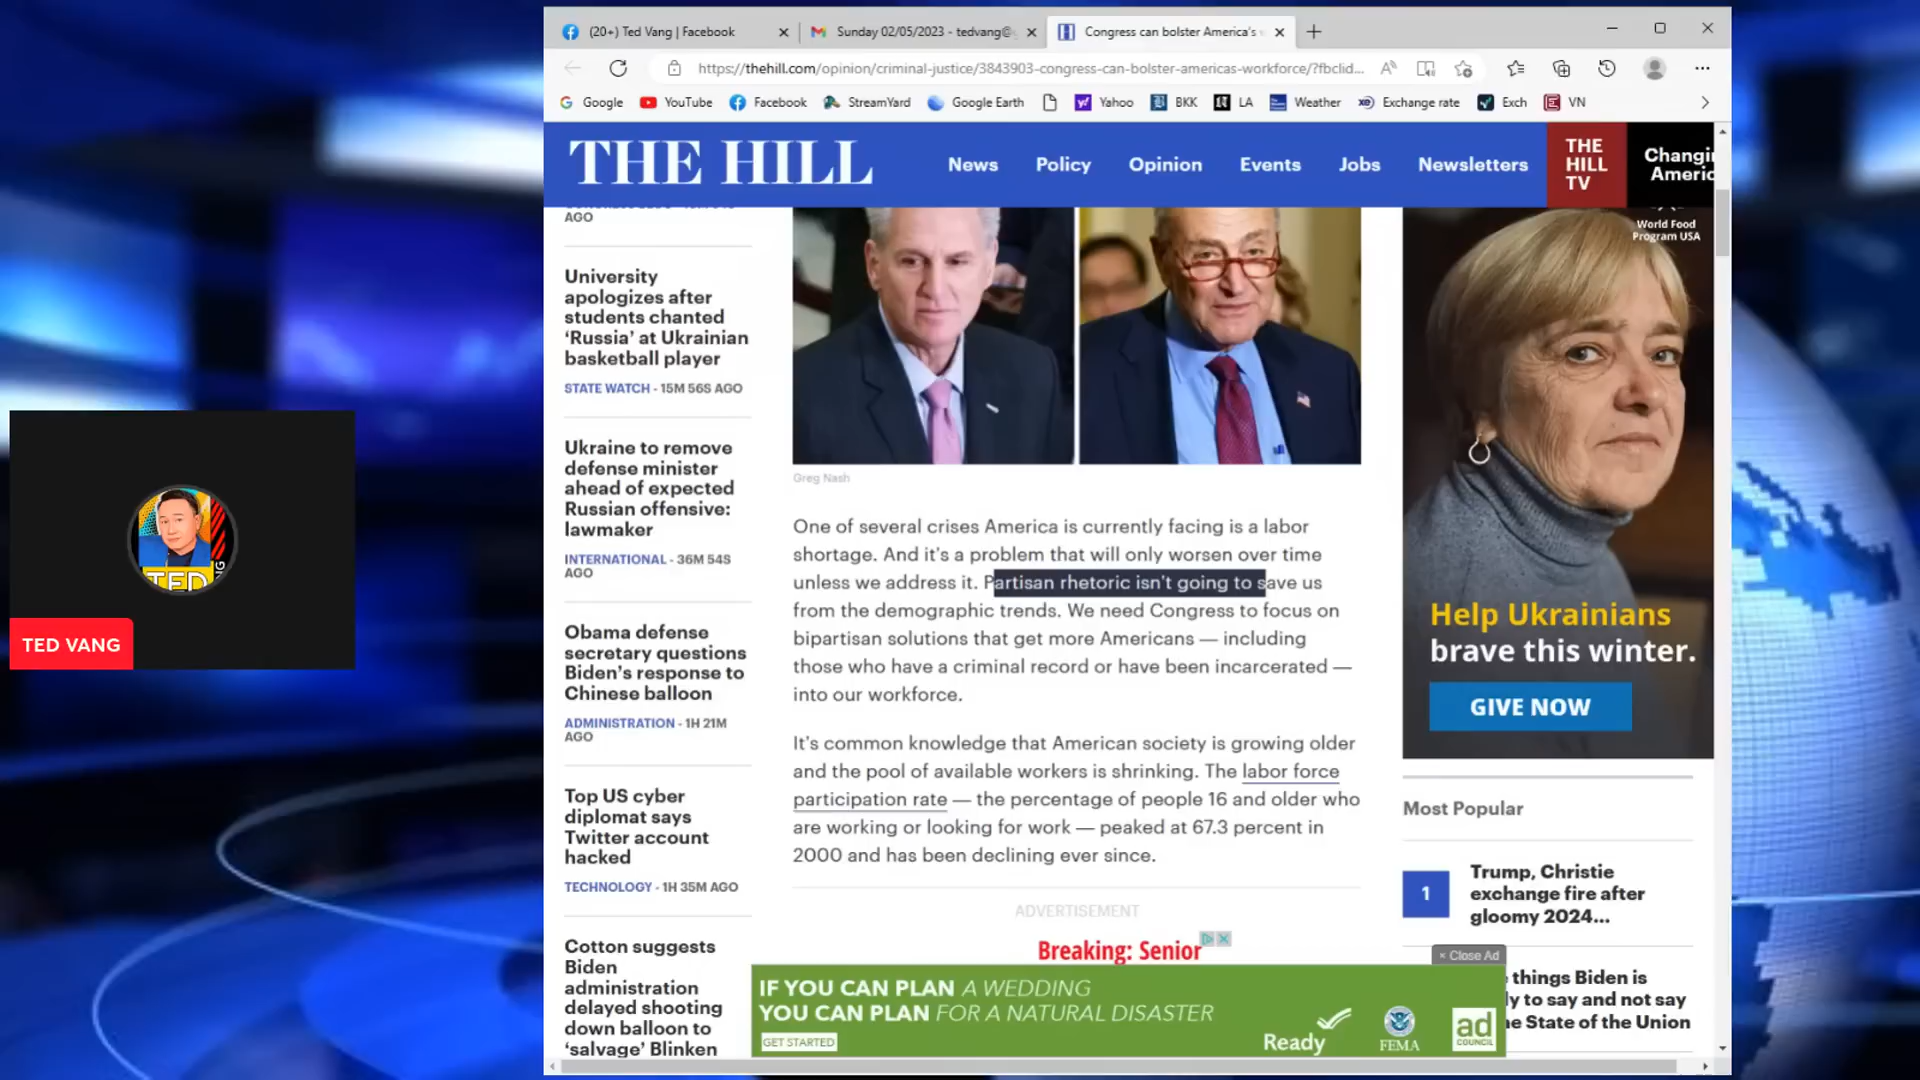 (20+) Ted Vang | Facebook
Sunday 02/05/2023 - tedvang@
Congress can bolster America's
https://thehill.com/opinion/criminal-justice/3843903-congress-can-bolster-americas-workforce/?fbclid...
Google
YouTube
Facebook
StreamYard
Google Earth
Yahoo
BKK
LA
Weather
Exchange rate
Exch
VN
THE HILL
News
Policy
Opinion
Events
Jobs
Newsletters
THE
HILL
TV
Changi
Americ
AGO
University
apologizes after
students chanted
‘Russia’ at Ukrainian
basketball player
STATE WATCH - 15M 56S AGO
Ukraine to remove
defense minister
ahead of expected
Russian offensive:
lawmaker
INTERNATIONAL - 36M 54S
AGO
Obama defense
secretary questions
Biden’s response to
Chinese balloon
ADMINISTRATION - 1H 21M
AGO
Top US cyber
diplomat says
Twitter account
hacked
TECHNOLOGY - 1H 35M AGO
Cotton suggests
Biden
administration
delayed shooting
down balloon to
‘salvage’ Blinken
Greg Nash
One of several crises America is currently facing is a labor
shortage. And it’s a problem that will only worsen over time
unless we address it. Partisan rhetoric isn’t going to save us
from the demographic trends. We need Congress to focus on
bipartisan solutions that get more Americans — including
those who have a criminal record or have been incarcerated —
into our workforce.
It’s common knowledge that American society is growing older
and the pool of available workers is shrinking. The labor force
participation rate — the percentage of people 16 and older who
are working or looking for work — peaked at 67.3 percent in
2000 and has been declining ever since.
ADVERTISEMENT
Breaking: Senior
× Close Ad
IF YOU CAN PLAN A WEDDING
YOU CAN PLAN FOR A NATURAL DISASTER
GET STARTED
Ready
FEMA
ad
COUNCIL
World Food
Program USA
Help Ukrainians
brave this winter.
GIVE NOW
Most Popular
1
Trump, Christie
exchange fire after
gloomy 2024...
things Biden is
ly to say and not say
e State of the Union
TED
NG
TED VANG